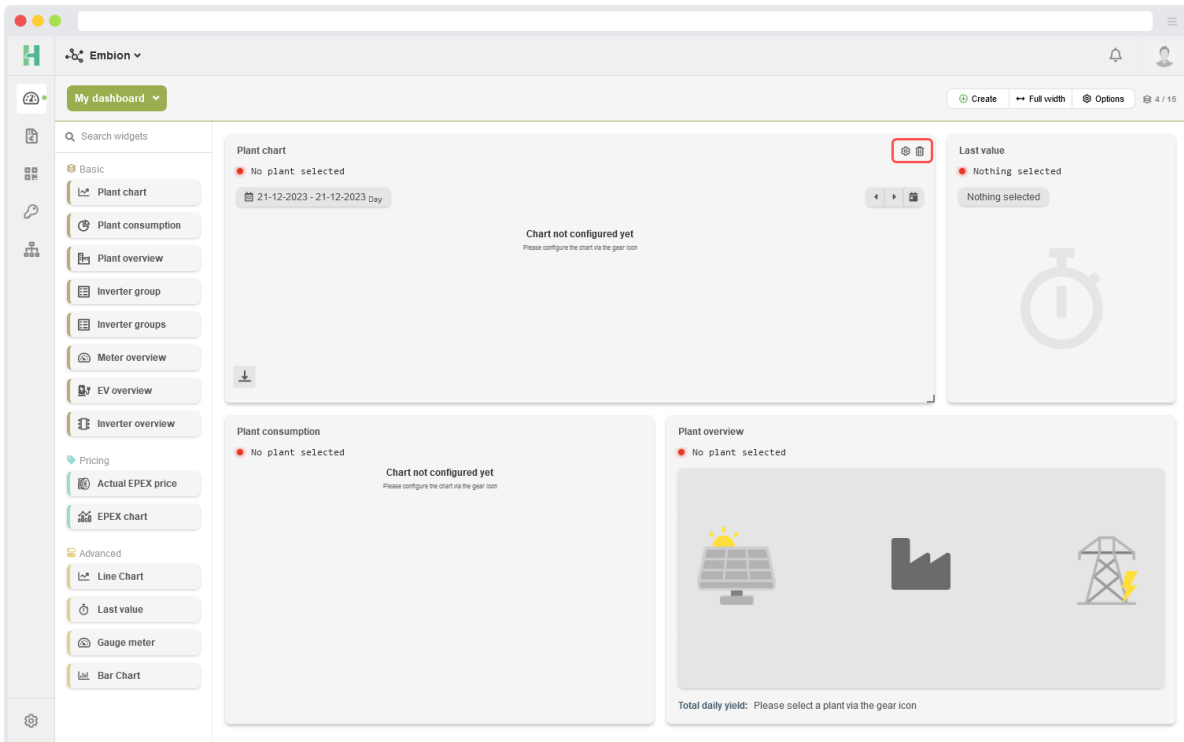 Embion
My dashboard
Create
Full width
Options
4 / 15
Search widgets
Basic
Plant chart
Plant consumption
Plant overview
Inverter group
Inverter groups
Meter overview
EV overview
Inverter overview
Pricing
Actual EPEX price
EPEX chart
Advanced
Line Chart
Last value
Gauge meter
Bar Chart
Plant chart
No plant selected
21-12-2023 - 21-12-2023 Day
Chart not configured yet
Please configure the chart via the gear icon
Last value
Nothing selected
Nothing selected
Plant consumption
No plant selected
Chart not configured yet
Please configure the chart via the gear icon
Plant overview
No plant selected
Total daily yield: Please select a plant via the gear icon